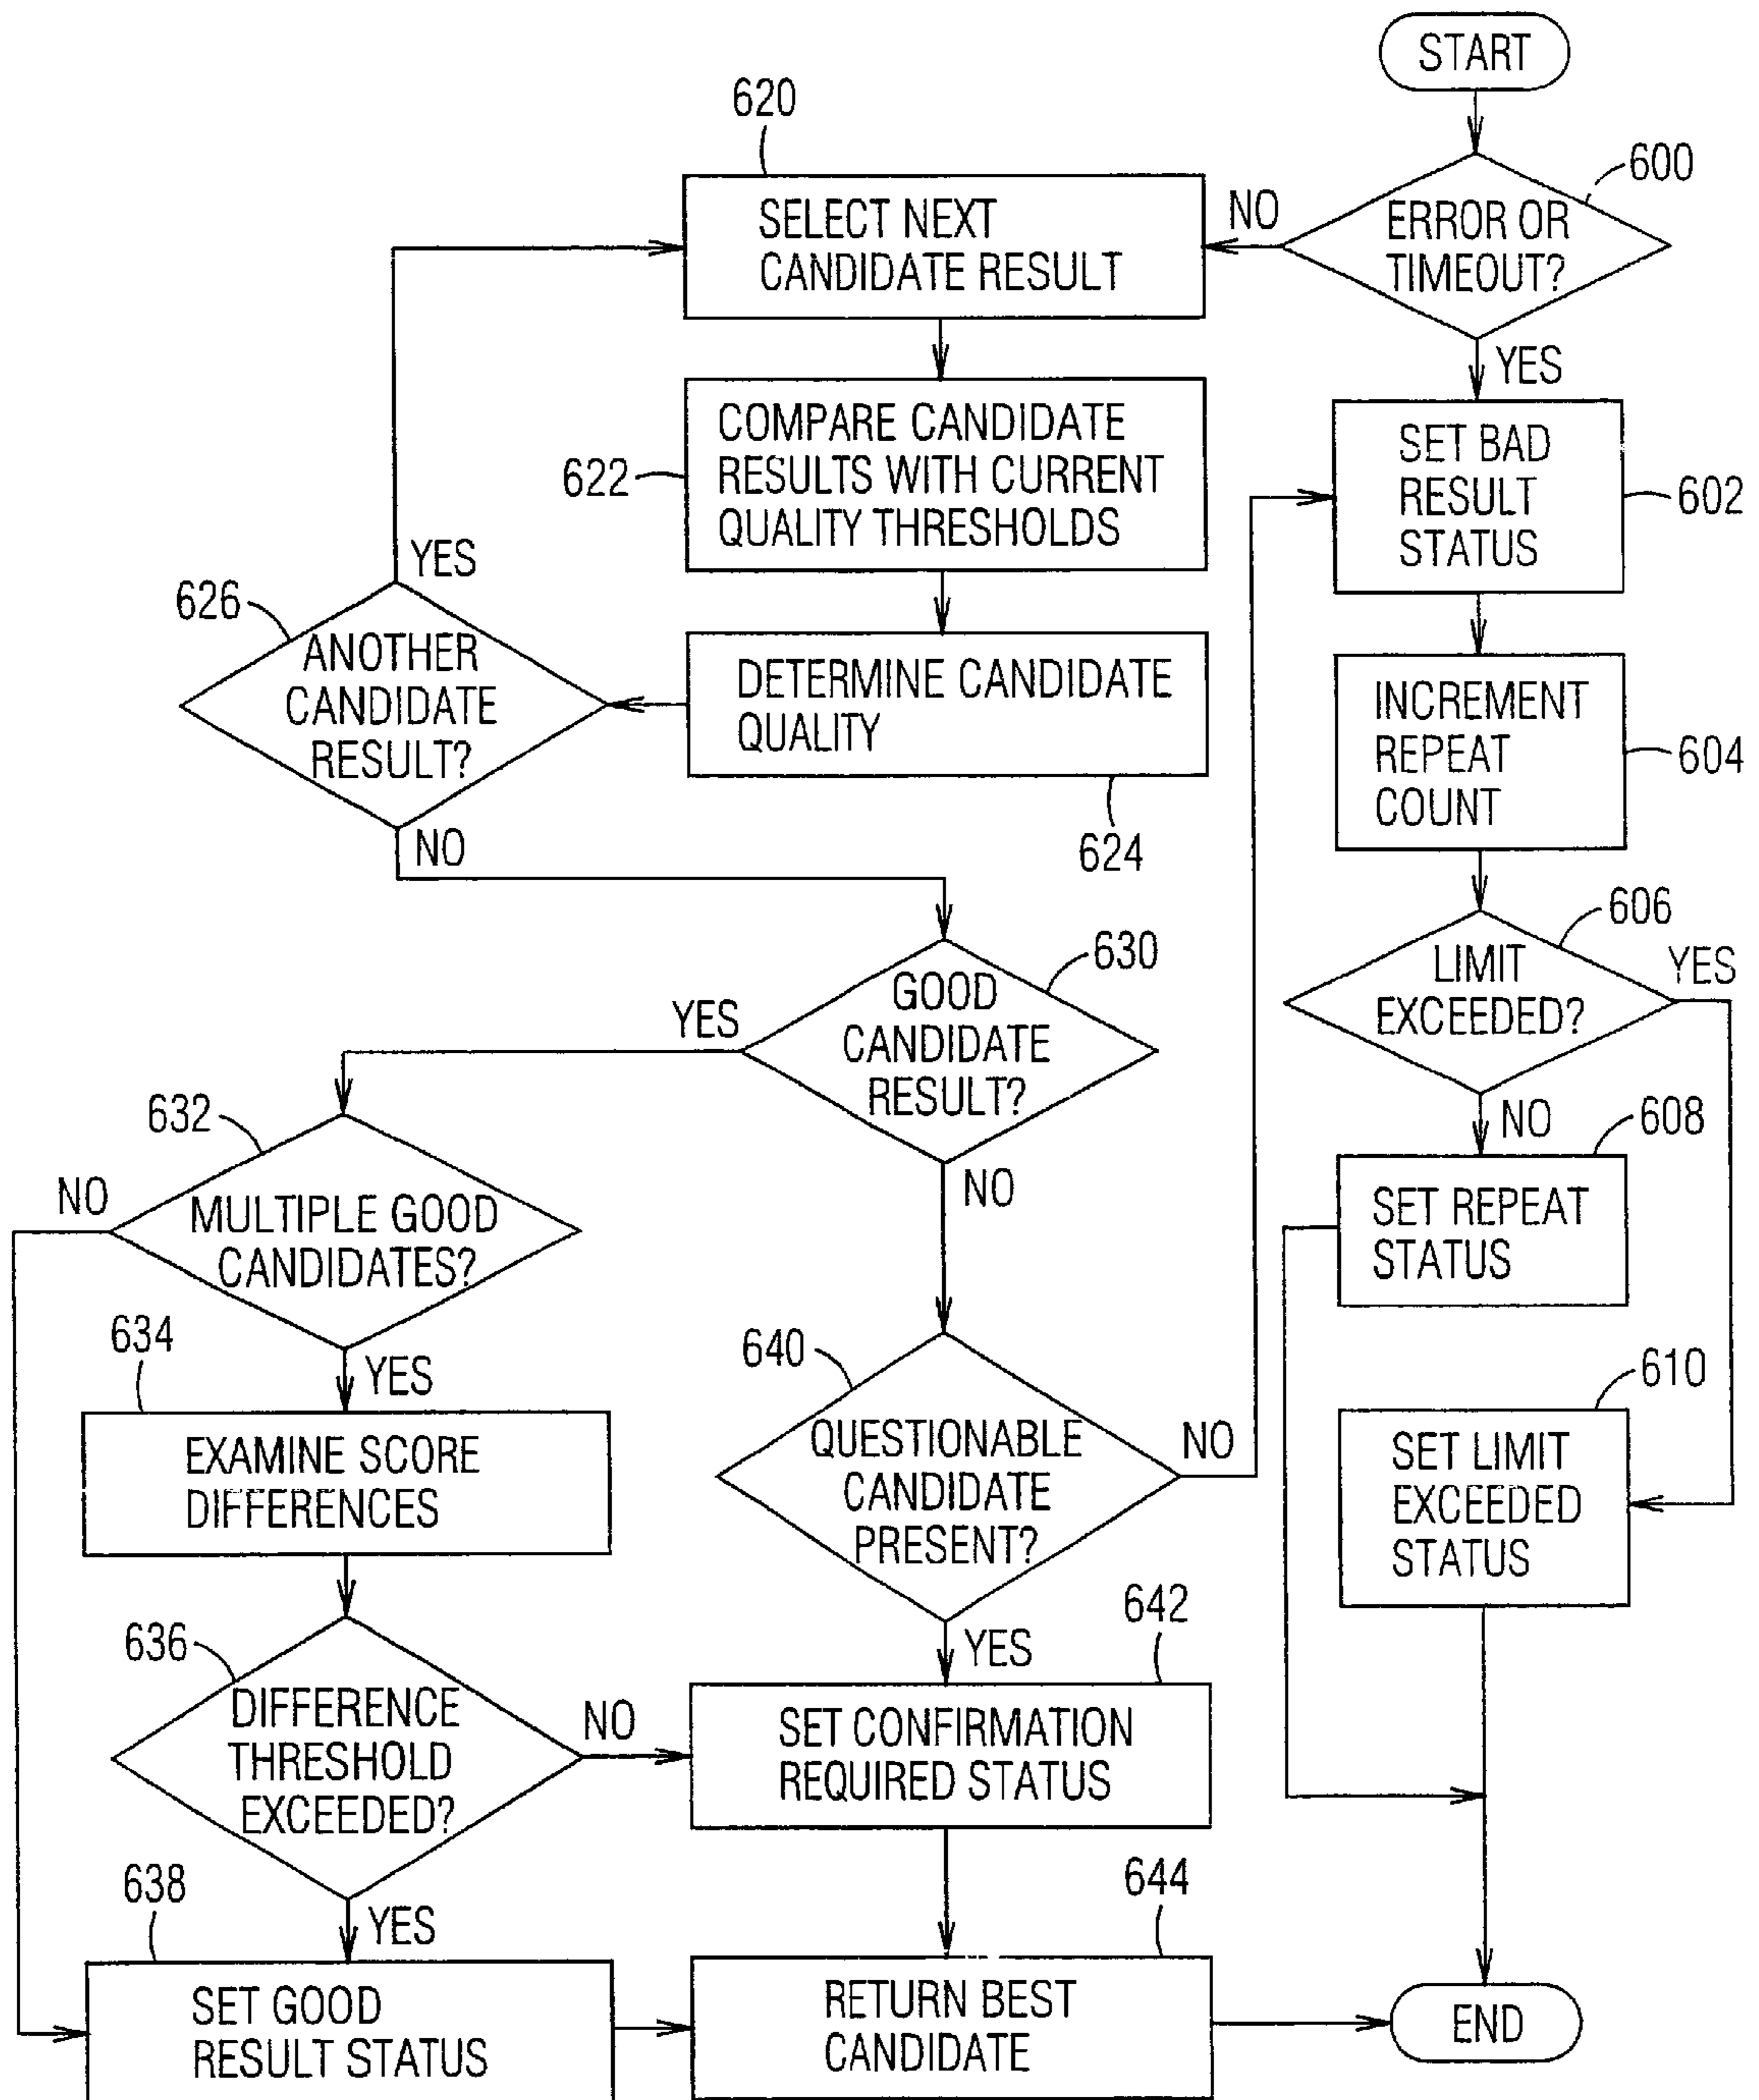 START
600
ERROR OR
TIMEOUT?
NO
YES
620
SELECT NEXT
CANDIDATE RESULT
622
COMPARE CANDIDATE
RESULTS WITH CURRENT
QUALITY THRESHOLDS
DETERMINE CANDIDATE
QUALITY
624
626
ANOTHER
CANDIDATE
RESULT?
YES
NO
SET BAD
RESULT
STATUS
602
INCREMENT
REPEAT
COUNT
604
606
LIMIT
EXCEEDED?
YES
NO
608
SET REPEAT
STATUS
610
SET LIMIT
EXCEEDED
STATUS
630
GOOD
CANDIDATE
RESULT?
YES
NO
632
MULTIPLE GOOD
CANDIDATES?
NO
YES
634
EXAMINE SCORE
DIFFERENCES
636
DIFFERENCE
THRESHOLD
EXCEEDED?
NO
YES
638
SET GOOD
RESULT STATUS
640
QUESTIONABLE
CANDIDATE
PRESENT?
NO
YES
642
SET CONFIRMATION
REQUIRED STATUS
644
RETURN BEST
CANDIDATE
END